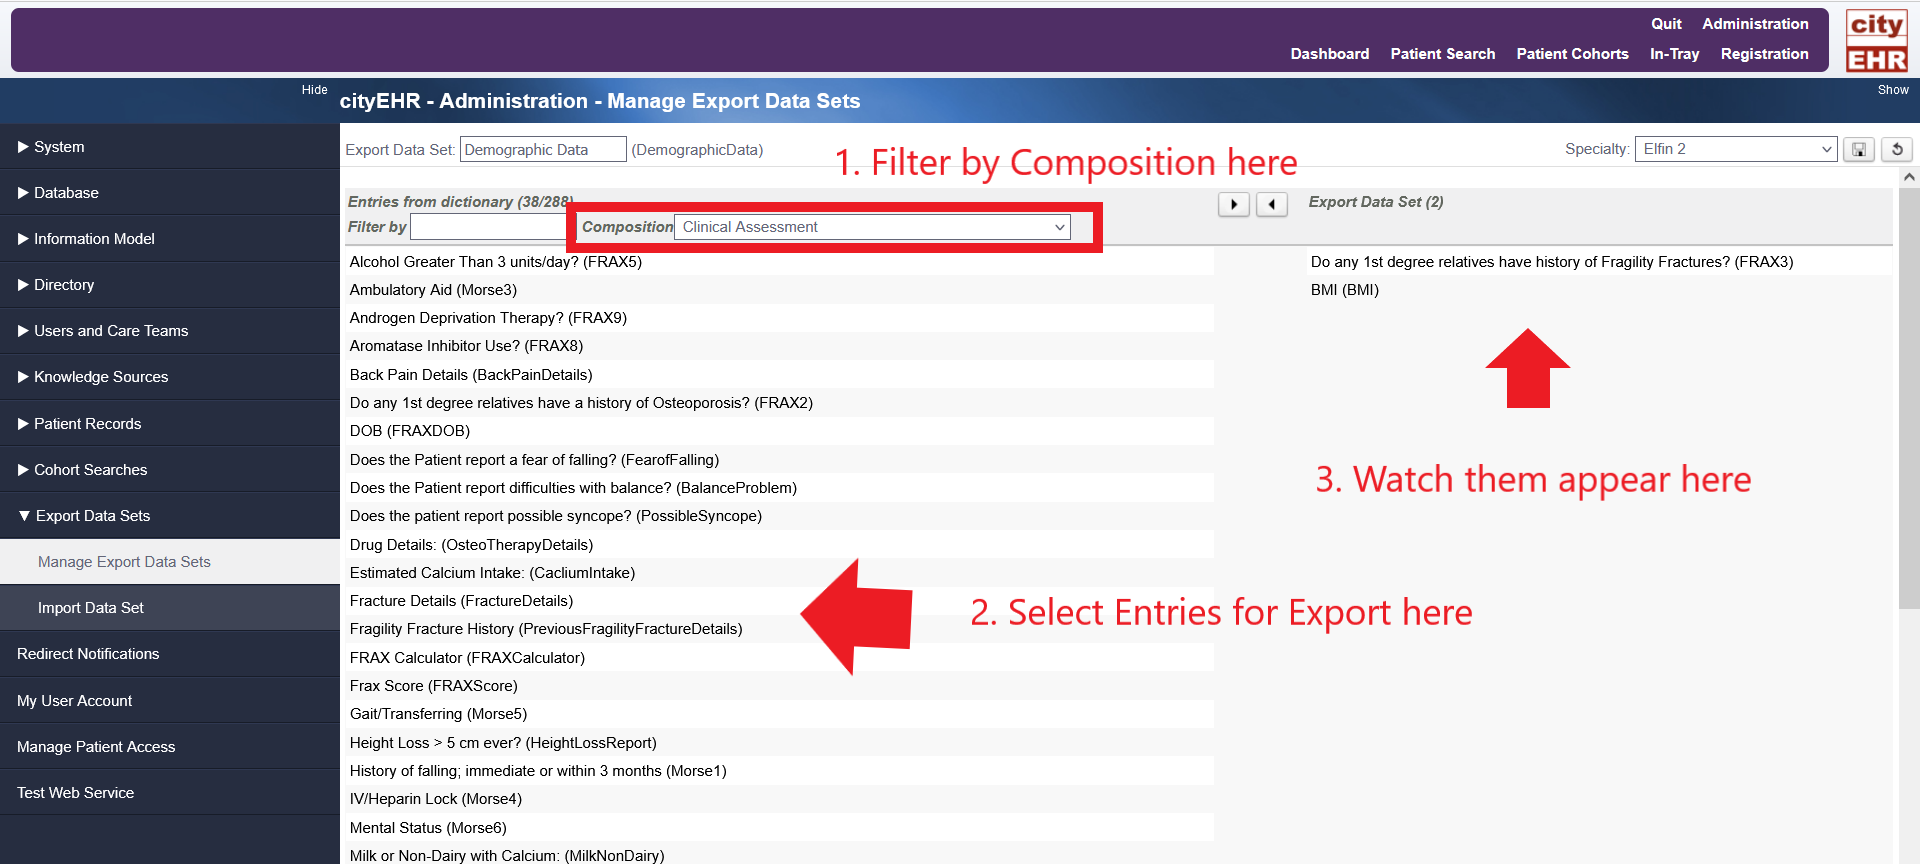 Quit Administration
Dashboard Patient Search Patient Cohorts In-Tray Registration
city
EHR
Hide
cityEHR - Administration - Manage Export Data Sets
Show
System
Database
Information Model
Directory
Users and Care Teams
Knowledge Sources
Patient Records
Cohort Searches
Export Data Sets
Manage Export Data Sets
Import Data Set
Redirect Notifications
My User Account
Manage Patient Access
Test Web Service
Export Data Set: Demographic Data (DemographicData)
Specialty: Elfin 2
1. Filter by Composition here
Entries from dictionary (38/288)
Filter by
Composition Clinical Assessment
Alcohol Greater Than 3 units/day? (FRAX5)
Ambulatory Aid (Morse3)
Androgen Deprivation Therapy? (FRAX9)
Aromatase Inhibitor Use? (FRAX8)
Back Pain Details (BackPainDetails)
Do any 1st degree relatives have a history of Osteoporosis? (FRAX2)
DOB (FRAXDOB)
Does the Patient report a fear of falling? (FearofFalling)
Does the Patient report difficulties with balance? (BalanceProblem)
Does the patient report possible syncope? (PossibleSyncope)
Drug Details: (OsteoTherapyDetails)
Estimated Calcium Intake: (CacliumIntake)
Fracture Details (FractureDetails)
Fragility Fracture History (PreviousFragilityFractureDetails)
FRAX Calculator (FRAXCalculator)
Frax Score (FRAXScore)
Gait/Transferring (Morse5)
Height Loss > 5 cm ever? (HeightLossReport)
History of falling; immediate or within 3 months (Morse1)
IV/Heparin Lock (Morse4)
Mental Status (Morse6)
Milk or Non-Dairy with Calcium: (MilkNonDairy)
2. Select Entries for Export here
Export Data Set (2)
Do any 1st degree relatives have history of Fragility Fractures? (FRAX3)
BMI (BMI)
3. Watch them appear here